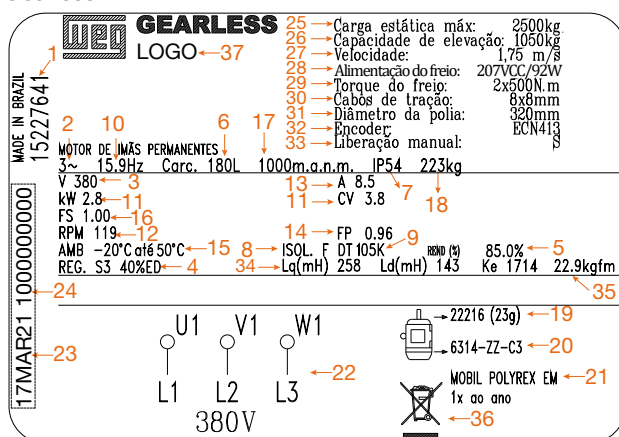 weg GEARLESS
LOGO 37
25 Carga estática máx: 2500kg
26 Capacidade de elevação: 1050kg
27 Velocidade: 1,75 m/s
28 Alimentação do freio: 207VCC/92W
29 Torque do freio: 2x500N.m
30 Cabos de tração: 8x8mm
31 Diâmetro da polia: 320mm
32 Encoder: ECN413
33 Liberação manual: S
1
MADE IN BRAZIL
15227641
2 10 6 17
MOTOR DE IMÃS PERMANENTES
3~ 15.9Hz Carc. 180L 1000m.a.n.m. IP54 223kg
7 18
V 380 3 13 A 8.5
kW 2.8 11 11 CV 3.8
FS 1.00 16
RPM 119 12 14 FP 0.96
9
AMB -20°C até 50°C 15 8 ISOL. F DT 105K REND (%) 85.0% 5
REG. S3 40%ED 4 34 Lq(mH) 258 Ld(mH) 143 Ke 1714 22.9kgfm
35
24
17MAR21 1000000000
23
U1 V1 W1
L1 L2 L3 22
380V
22216 (23g) 19
6314-ZZ-C3 20
MOBIL POLYREX EM 21
1x ao ano
36